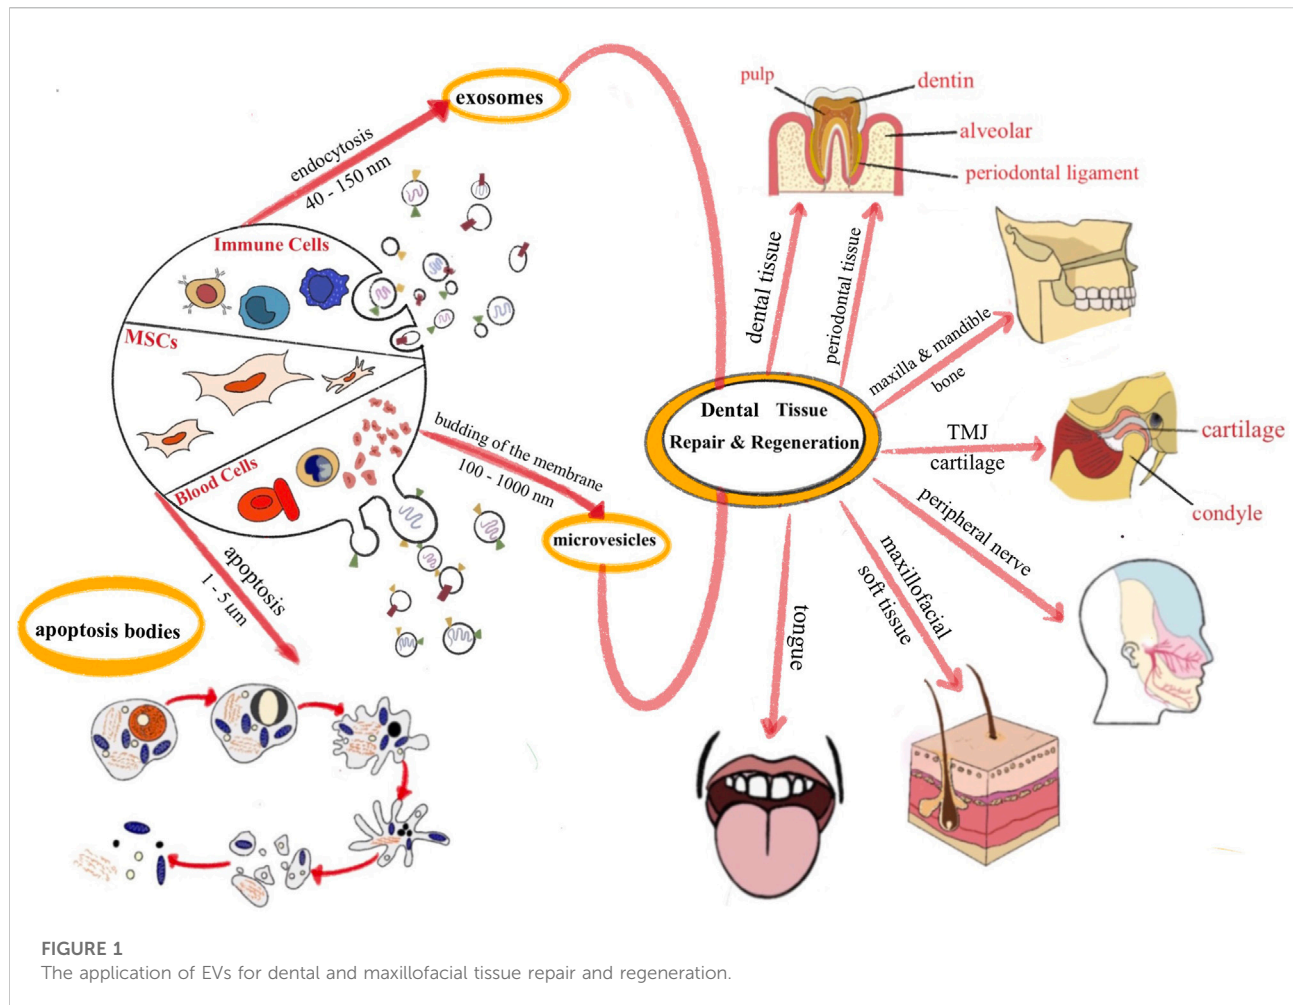 exosomes
endocytosis
40 - 150 nm
Immune Cells
MSCs
Blood Cells
budding of the membrane
100 - 1000 nm
microvesicles
apoptosis
1 - 5 μm
apoptosis bodies
Dental Tissue
Repair & Regeneration
pulp
dentin
alveolar
periodontal ligament
dental tissue
periodontal tissue
maxilla & mandible
bone
TMJ
cartilage
cartilage
condyle
peripheral nerve
maxillofacial
soft tissue
tongue
FIGURE 1
The application of EVs for dental and maxillofacial tissue repair and regeneration.